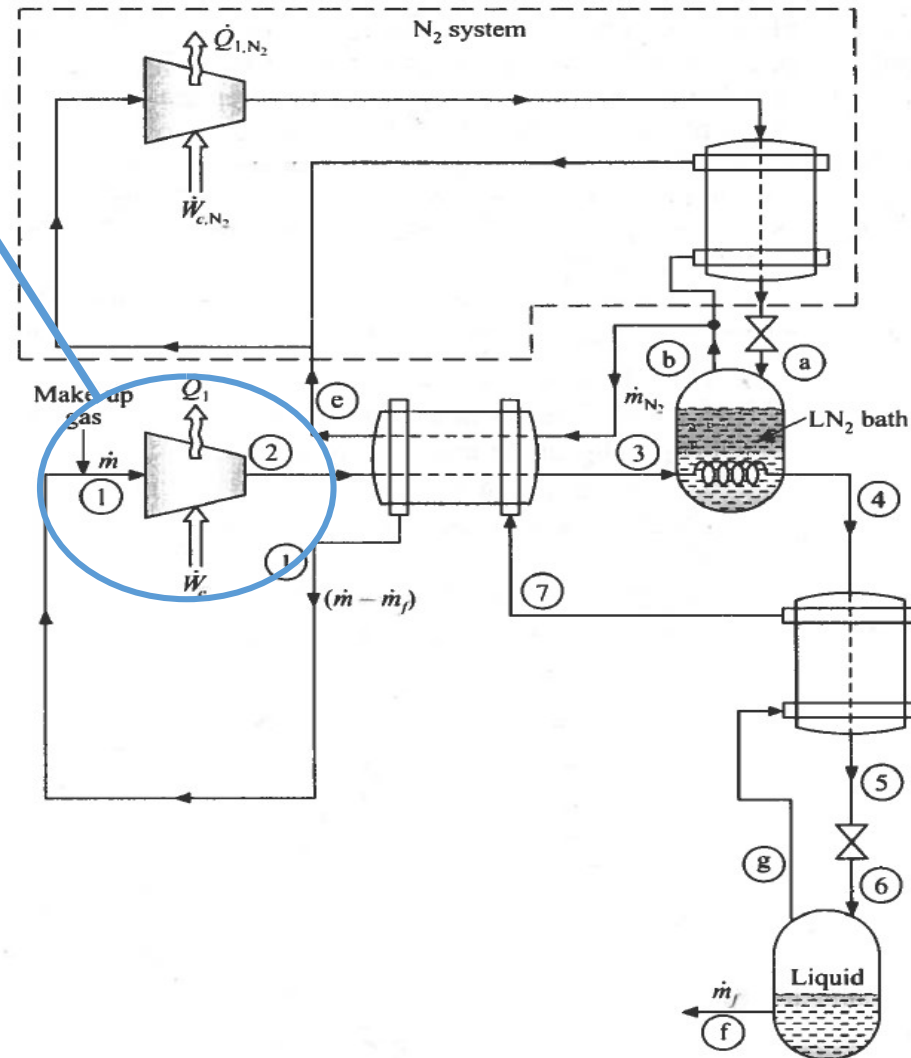 N₂ system
Q̇₁,N₂
Ẇc,N₂
b
a
Make-up
gas
Q̇₁
e
ṁN₂
LN₂ bath
ṁ
2
3
1
4
Ẇc
1
7
(ṁ − ṁf)
5
g
6
Liquid
ṁf
f